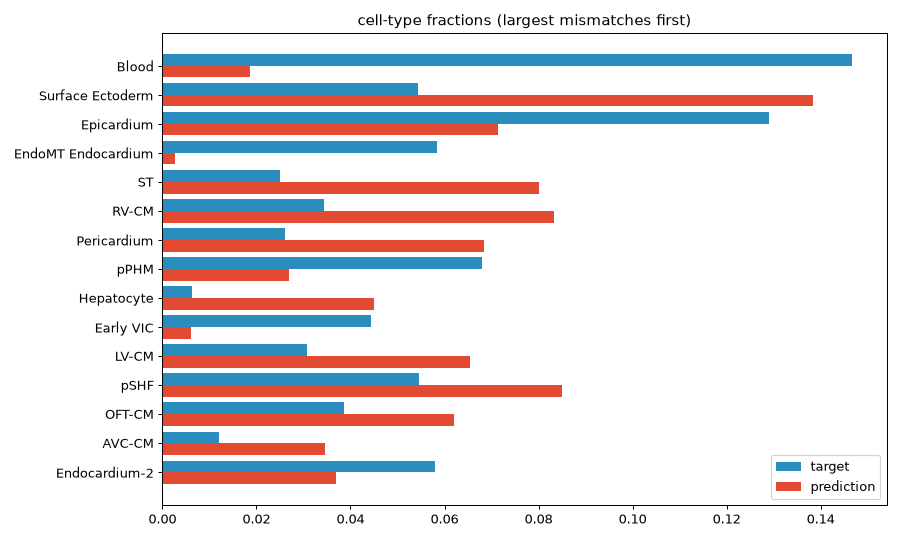 cell-type fractions (largest mismatches first)
Blood
Surface Ectoderm
Epicardium
EndoMT Endocardium
ST
RV-CM
Pericardium
pPHM
Hepatocyte
Early VIC
LV-CM
pSHF
OFT-CM
AVC-CM
Endocardium-2
target
prediction
0.00 0.02 0.04 0.06 0.08 0.10 0.12 0.14